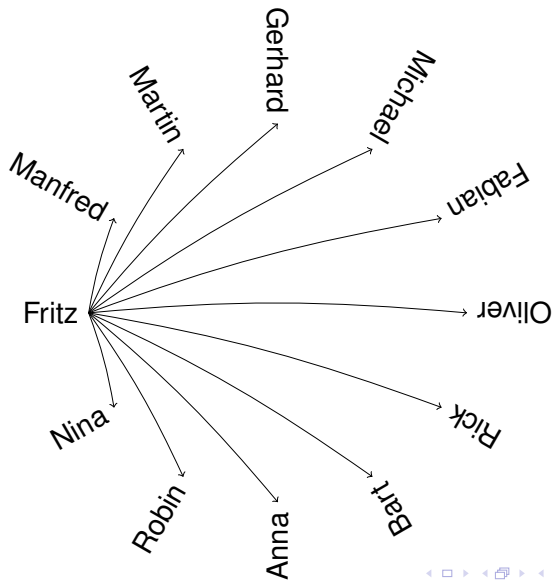 Gerhard
Michael
Martin
Fabian
Manfred
Fritz
Oliver
Nina
Rick
Robin
Bart
Anna